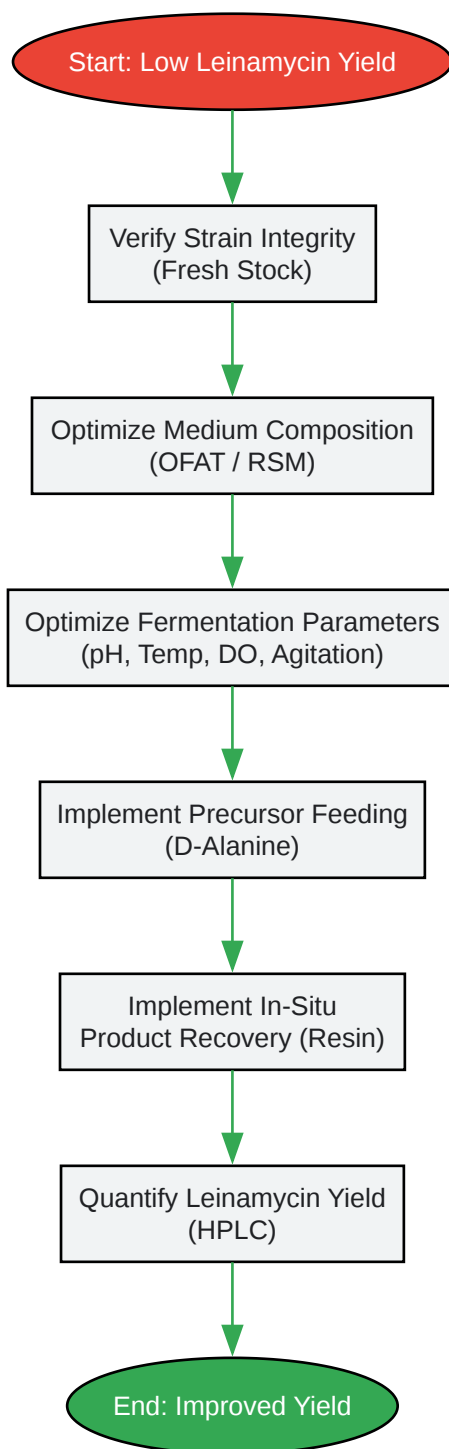 Start: Low Leinamycin Yield
Verify Strain Integrity
(Fresh Stock)
Optimize Medium Composition
(OFAT / RSM)
Optimize Fermentation Parameters
(pH, Temp, DO, Agitation)
Implement Precursor Feeding
(D-Alanine)
Implement In-Situ
Product Recovery (Resin)
Quantify Leinamycin Yield
(HPLC)
End: Improved Yield